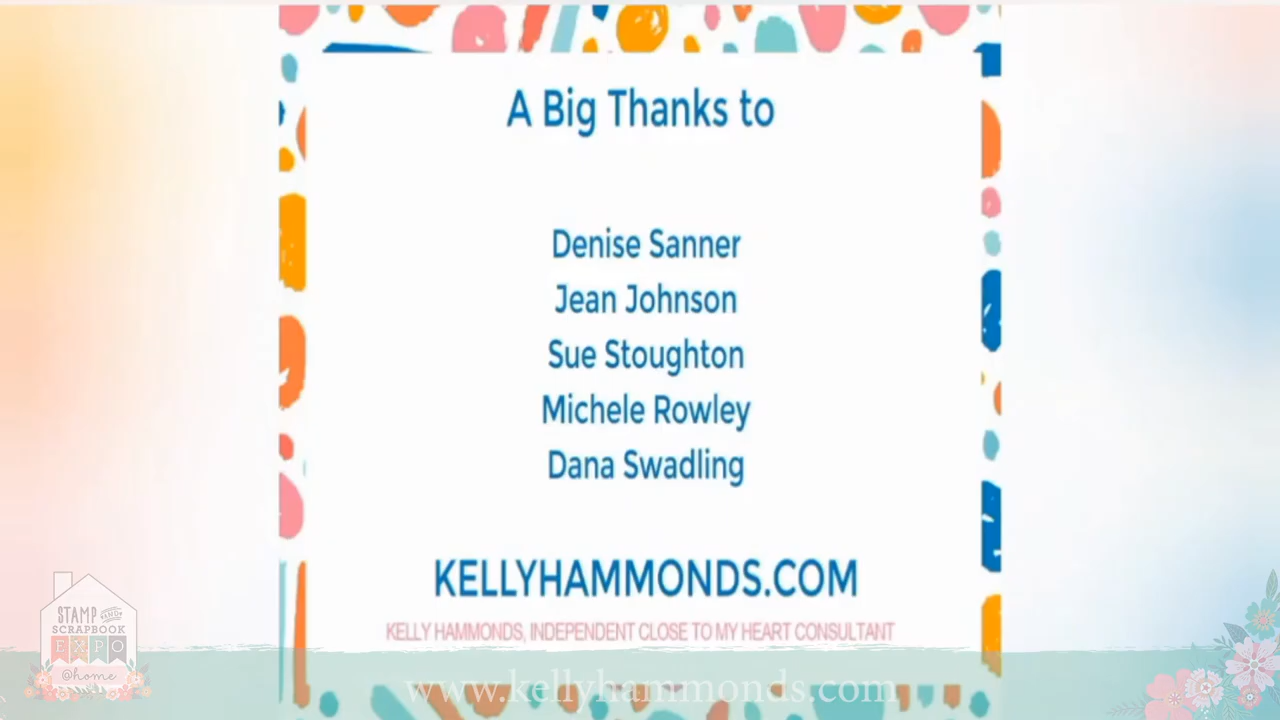 A Big Thanks to
Denise Sanner
Jean Johnson
Sue Stoughton
Michele Rowley
Dana Swadling
KELLYHAMMONDS.COM
KELLY HAMMONDS, INDEPENDENT CLOSE TO MY HEART CONSULTANT
STAMP AND
SCRAPBOOK
EXPO
@home
www.kellyhammonds.com